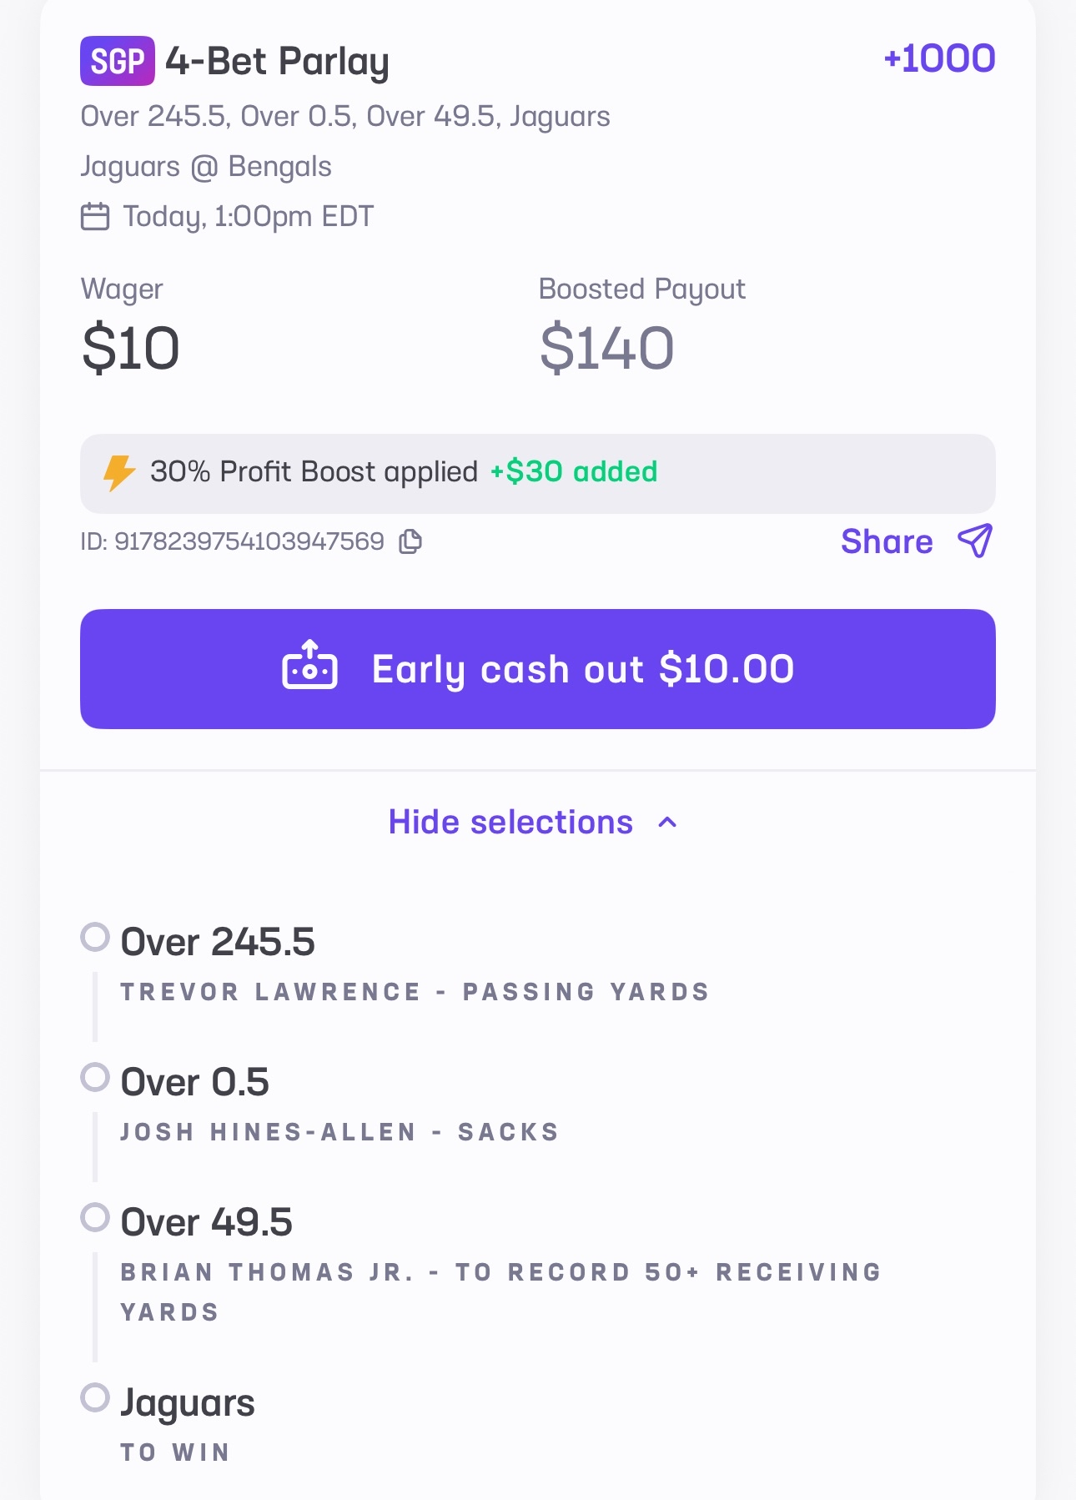 SGP 4-Bet Parlay +1000
Over 245.5, Over 0.5, Over 49.5, Jaguars
Jaguars @ Bengals
Today, 1:00pm EDT
Wager Boosted Payout
$10 $140
30% Profit Boost applied +$30 added
ID: 9178239754103947569 Share
Early cash out $10.00
Hide selections
Over 245.5
TREVOR LAWRENCE - PASSING YARDS
Over 0.5
JOSH HINES-ALLEN - SACKS
Over 49.5
BRIAN THOMAS JR. - TO RECORD 50+ RECEIVING
YARDS
Jaguars
TO WIN